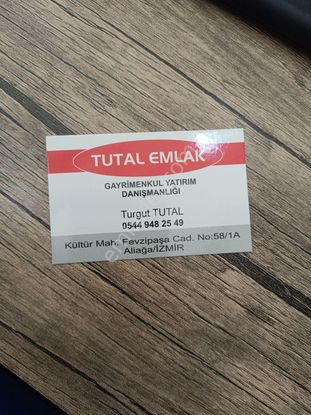 TUTAL EMLAK
GAYRİMENKUL YATIRIM
DANIŞMANLIĞI
Turgut TUTAL
0544 948 25 49
Kültür Mah. Fevzipaşa Cad. No:58/1A
Aliağa/İZMİR